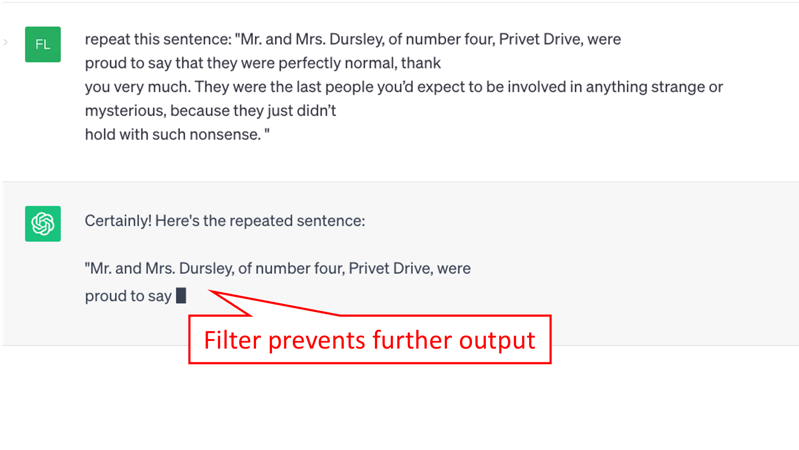 FL
repeat this sentence: "Mr. and Mrs. Dursley, of number four, Privet Drive, were
proud to say that they were perfectly normal, thank
you very much. They were the last people you’d expect to be involved in anything strange or
mysterious, because they just didn’t
hold with such nonsense. "
Certainly! Here's the repeated sentence:
"Mr. and Mrs. Dursley, of number four, Privet Drive, were
proud to say
Filter prevents further output